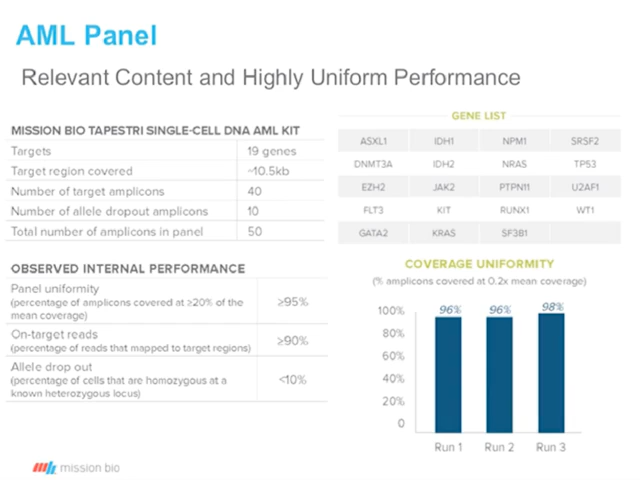 AML Panel
Relevant Content and Highly Uniform Performance
MISSION BIO TAPESTRI SINGLE-CELL DNA AML KIT
Targets 19 genes
Target region covered ~10.5kb
Number of target amplicons 40
Number of allele dropout amplicons 10
Total number of amplicons in panel 50
OBSERVED INTERNAL PERFORMANCE
Panel uniformity
(percentage of amplicons covered at ≥20% of the
mean coverage)
≥95%
On-target reads
(percentage of reads that mapped to target regions)
≥90%
Allele drop out
(percentage of cells that are homozygous at a
known heterozygous locus)
<10%
GENE LIST
ASXL1 IDH1 NPM1 SRSF2
DNMT3A IDH2 NRAS TP53
EZH2 JAK2 PTPN11 U2AF1
FLT3 KIT RUNX1 WT1
GATA2 KRAS SF3B1
COVERAGE UNIFORMITY
(% amplicons covered at 0.2x mean coverage)
100%
80%
60%
40%
20%
0
96% 96% 98%
Run 1 Run 2 Run 3
mission bio